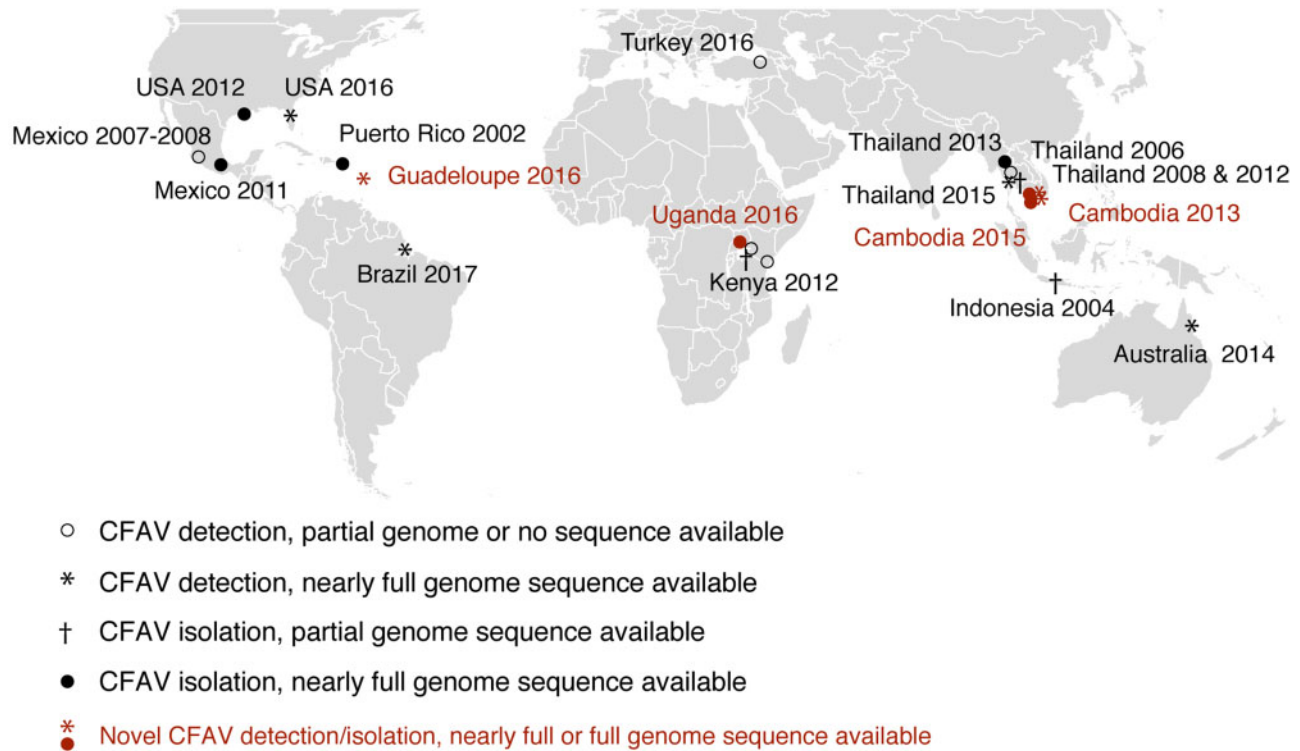 Turkey 2016
USA 2012
USA 2016
Mexico 2007-2008
Puerto Rico 2002
Guadeloupe 2016
Mexico 2011
Brazil 2017
Thailand 2013
Thailand 2006
Thailand 2008 & 2012
Thailand 2015
Cambodia 2013
Uganda 2016
Cambodia 2015
Kenya 2012
Indonesia 2004
Australia 2014
○ CFAV detection, partial genome or no sequence available
* CFAV detection, nearly full genome sequence available
† CFAV isolation, partial genome sequence available
● CFAV isolation, nearly full genome sequence available
* ● Novel CFAV detection/isolation, nearly full or full genome sequence available